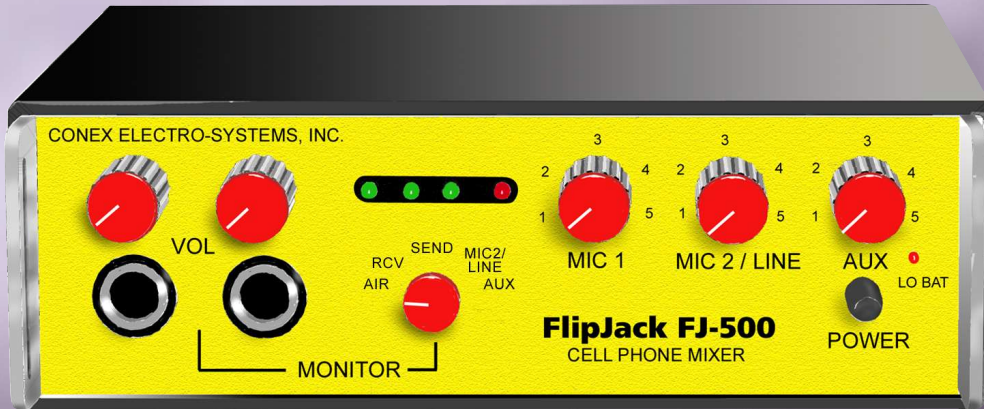 CONEX ELECTRO-SYSTEMS, INC.
VOL
AIR
RCV
SEND
MIC2/
LINE
AUX
MONITOR
1 2 3 4 5
MIC 1
1 2 3 4 5
MIC 2 / LINE
1 2 3 4 5
AUX
LO BAT
POWER
FlipJack FJ-500
CELL PHONE MIXER